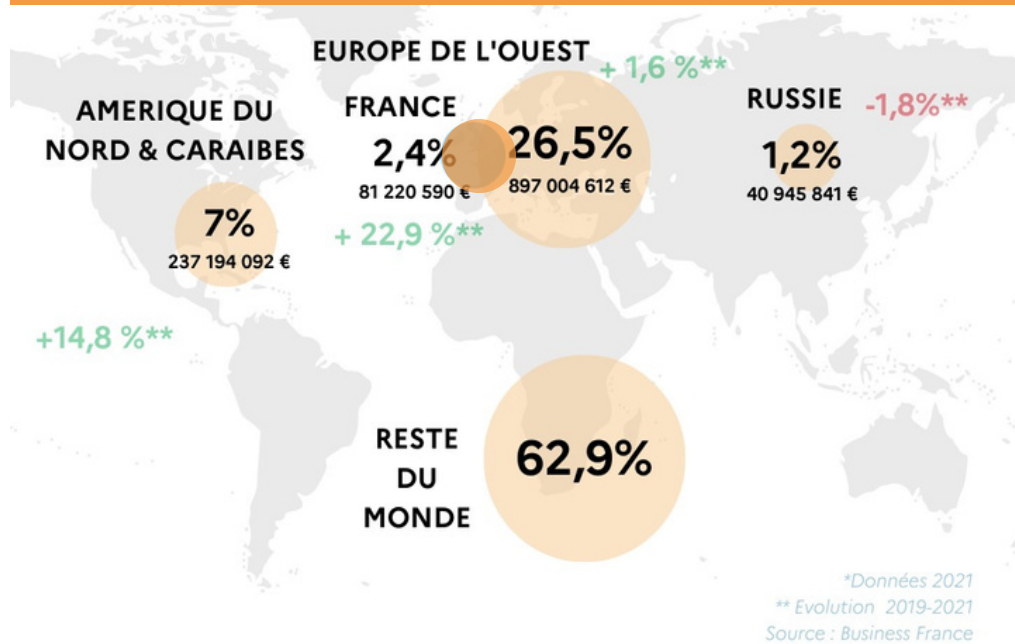 EUROPE DE L'OUEST
+ 1,6 %**
26,5%
897 004 612 €
FRANCE
2,4%
81 220 590 €
+ 22,9 %**
RUSSIE
-1,8%**
1,2%
40 945 841 €
AMERIQUE DU
NORD & CARAIBES
7%
237 194 092 €
+14,8 %**
RESTE
DU
MONDE
62,9%
*Données 2021
** Evolution 2019-2021
Source : Business France